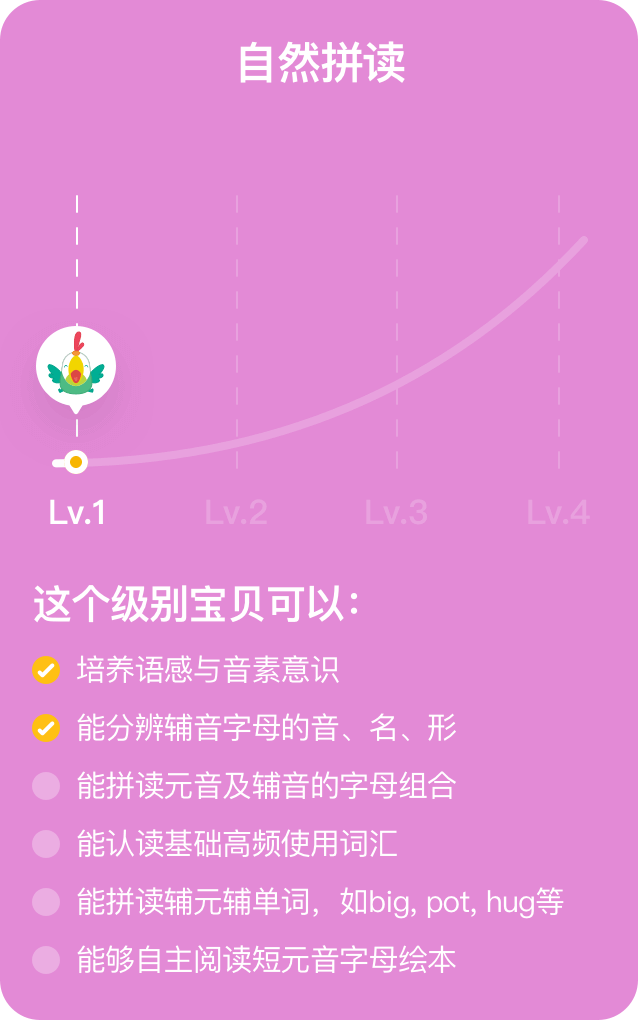 自然拼读
Lv.1 Lv.2 Lv.3 Lv.4
这个级别宝贝可以：
培养语感与音素意识
能分辨辅音字母的音、名、形
能拼读元音及辅音的字母组合
能认读基础高频使用词汇
能拼读辅元辅单词，如big, pot, hug等
能够自主阅读短元音字母绘本